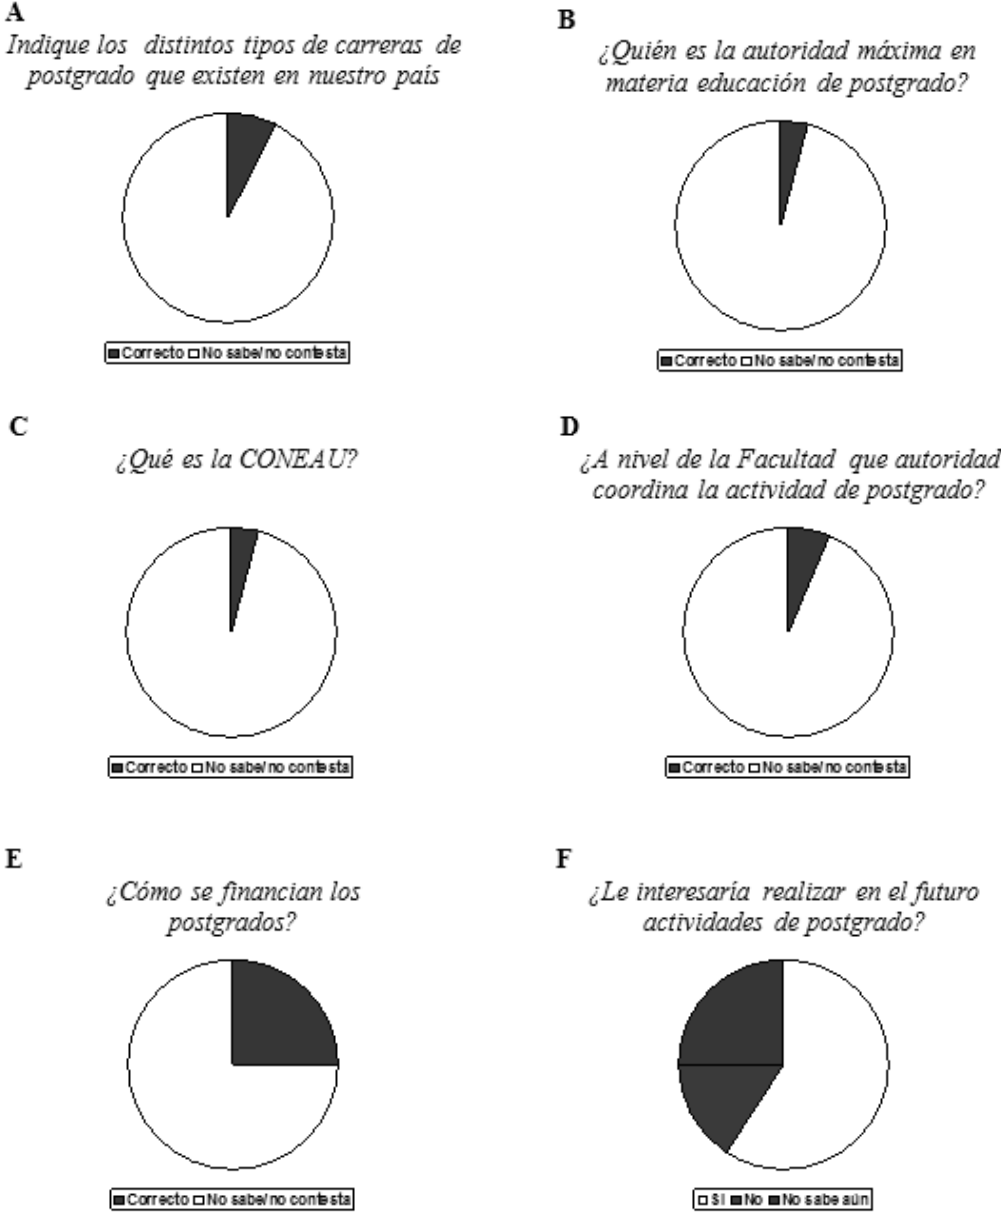 A
Indique los distintos tipos de carreras de
postgrado que existen en nuestro país
■Correcto □No sabe/no contesta
B
¿Quién es la autoridad máxima en
materia educación de postgrado?
■Correcto □No sabe/no contesta
C
¿Qué es la CONEAU?
■Correcto □No sabe/no contesta
D
¿A nivel de la Facultad que autoridad
coordina la actividad de postgrado?
■Correcto □No sabe/no contesta
E
¿Cómo se financian los
postgrados?
■Correcto □No sabe/no contesta
F
¿Le interesaría realizar en el futuro
actividades de postgrado?
□SI ■No ■No sabe aún